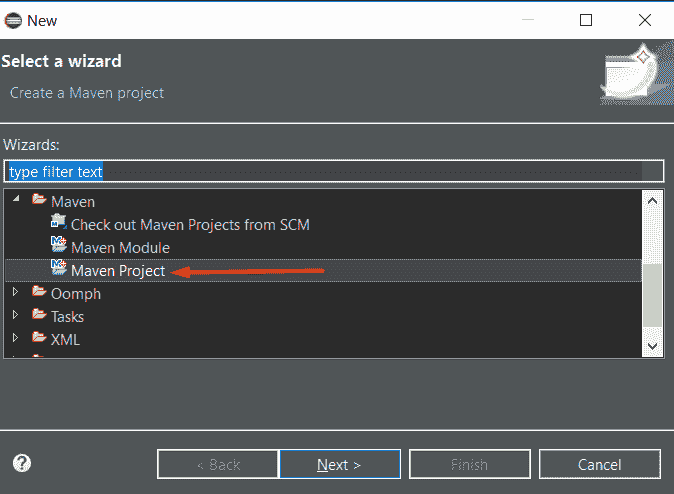 New
Select a wizard
Create a Maven project
Wizards:
type filter text
Maven
Check out Maven Projects from SCM
Maven Module
Maven Project
Oomph
Tasks
XML
< Back
Next >
Finish
Cancel